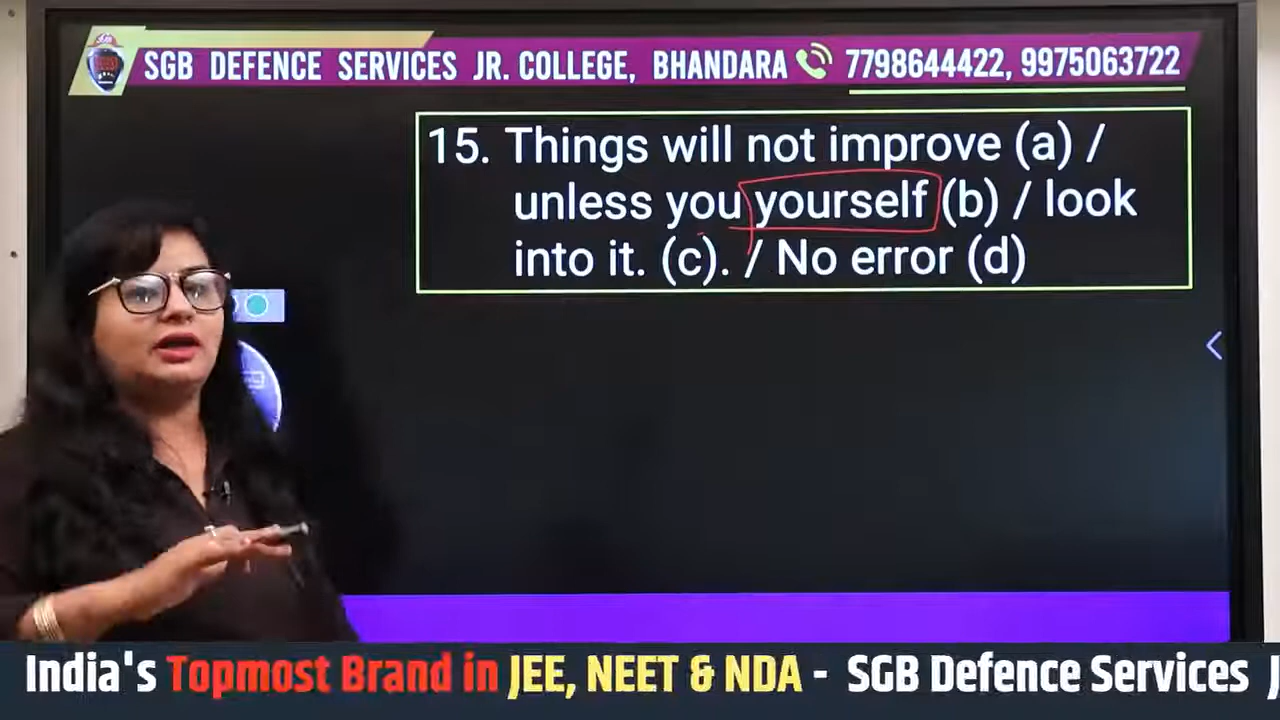 SGB DEFENCE SERVICES JR. COLLEGE, BHANDARA 7798644422, 9975063722
15. Things will not improve (a) /
unless you yourself (b) / look
into it. (c). / No error (d)
India's Topmost Brand in JEE, NEET & NDA - SGB Defence Services J